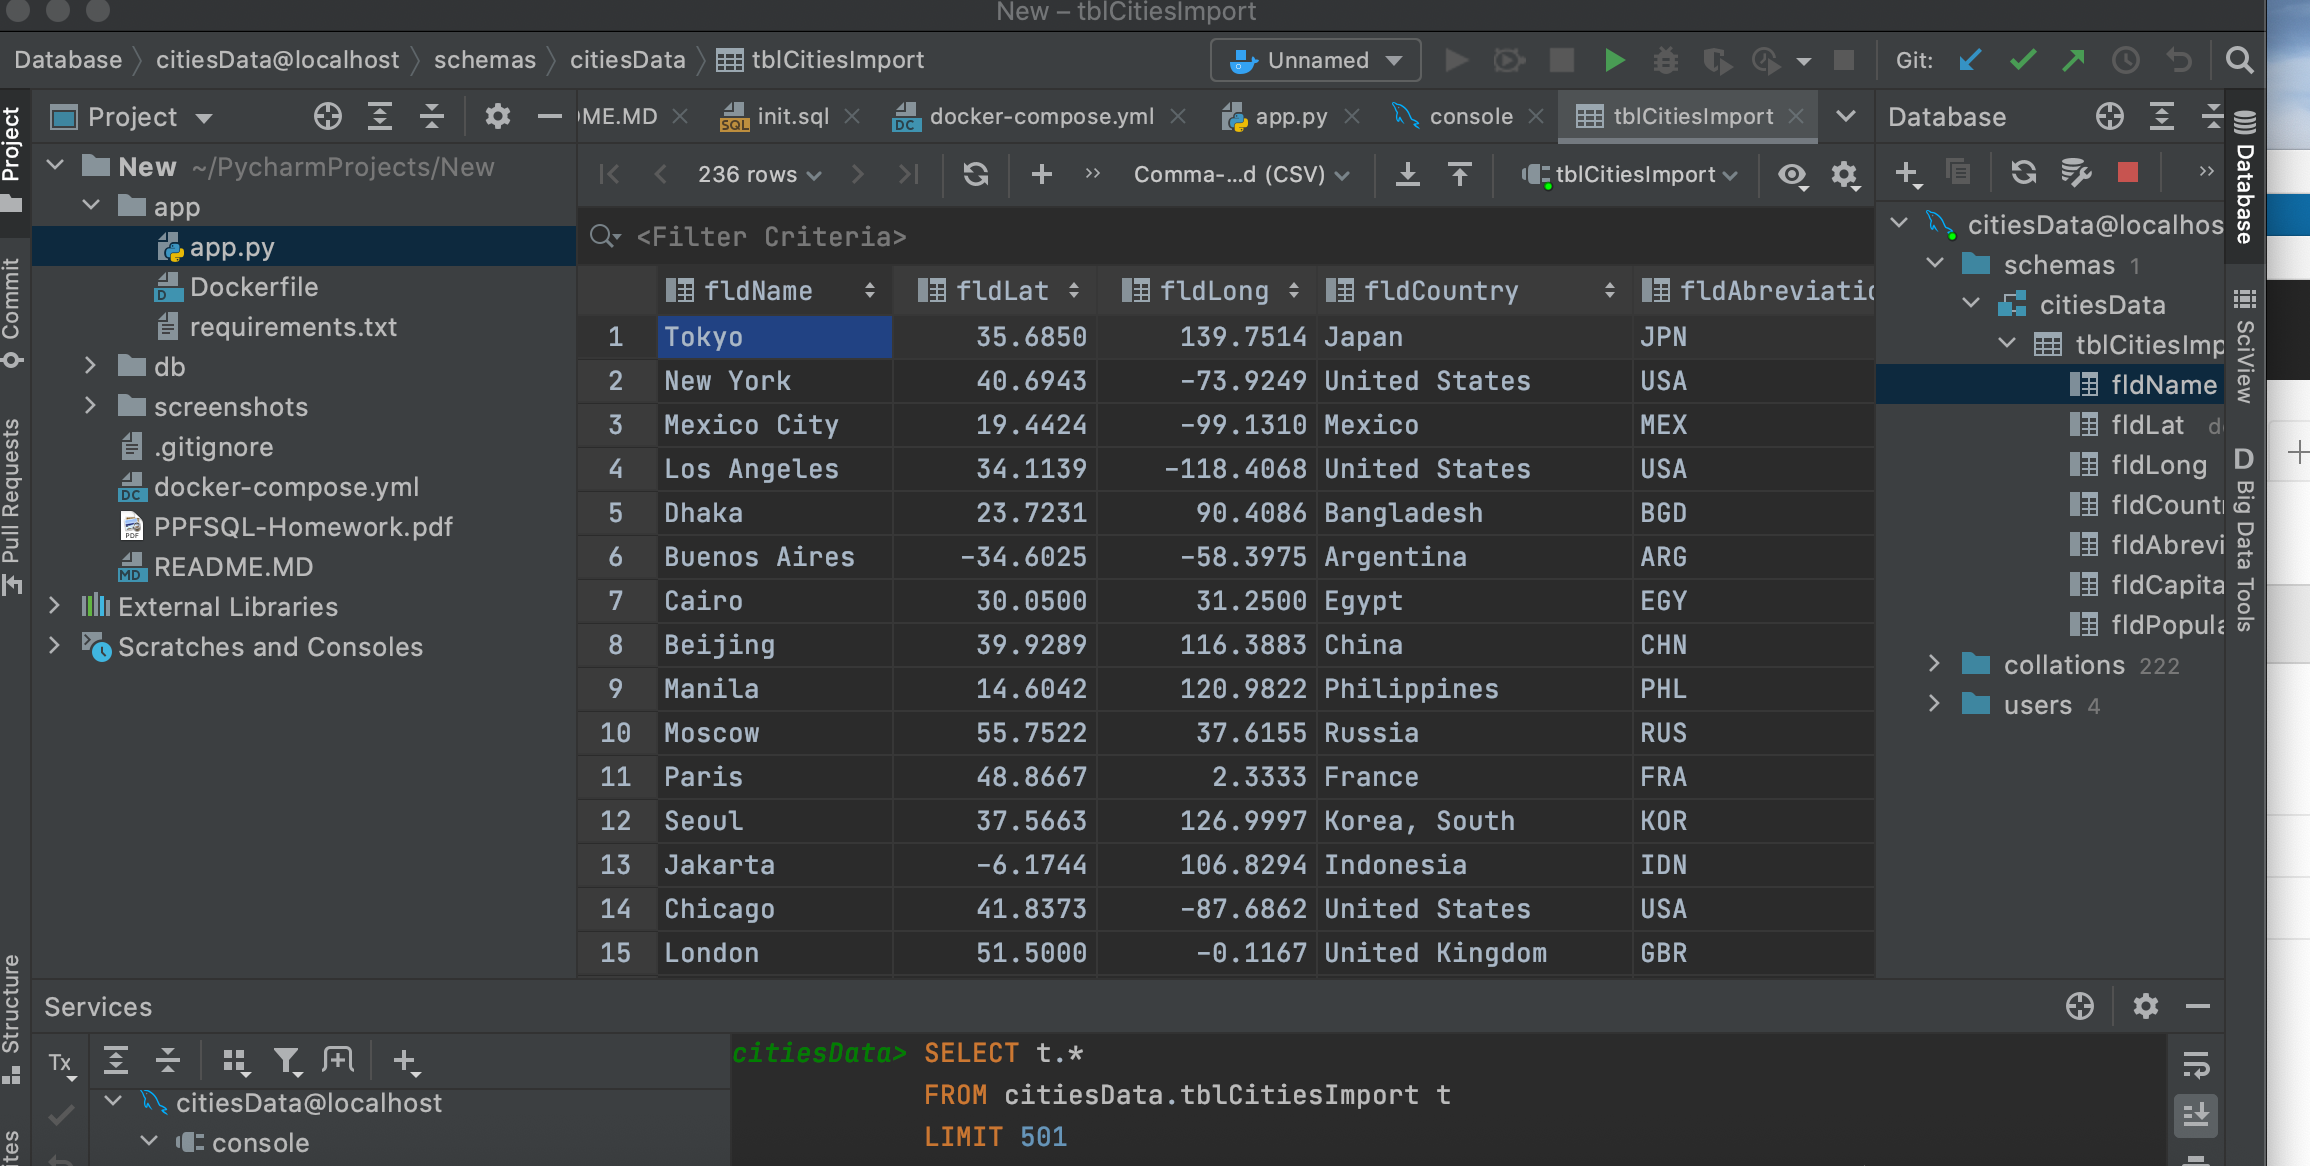 New – tblCitiesImport
Database citiesData@localhost schemas citiesData tblCitiesImport Unnamed Git:
Project
Commit
Pull Requests
Structure
Project
New ~/PycharmProjects/New
app
app.py
Dockerfile
requirements.txt
db
screenshots
.gitignore
docker-compose.yml
PPFSQL-Homework.pdf
README.MD
External Libraries
Scratches and Consoles
ME.MD init.sql docker-compose.yml app.py console tblCitiesImport
236 rows Comma-...d (CSV) tblCitiesImport
<Filter Criteria>
fldName fldLat fldLong fldCountry fldAbreviatio
1 Tokyo 35.6850 139.7514 Japan JPN
2 New York 40.6943 -73.9249 United States USA
3 Mexico City 19.4424 -99.1310 Mexico MEX
4 Los Angeles 34.1139 -118.4068 United States USA
5 Dhaka 23.7231 90.4086 Bangladesh BGD
6 Buenos Aires -34.6025 -58.3975 Argentina ARG
7 Cairo 30.0500 31.2500 Egypt EGY
8 Beijing 39.9289 116.3883 China CHN
9 Manila 14.6042 120.9822 Philippines PHL
10 Moscow 55.7522 37.6155 Russia RUS
11 Paris 48.8667 2.3333 France FRA
12 Seoul 37.5663 126.9997 Korea, South KOR
13 Jakarta -6.1744 106.8294 Indonesia IDN
14 Chicago 41.8373 -87.6862 United States USA
15 London 51.5000 -0.1167 United Kingdom GBR
Database
citiesData@localhos
schemas 1
citiesData
tblCitiesImp
fldName
fldLat d
fldLong
fldCount
fldAbrevi
fldCapita
fldPopula
collations 222
users 4
Database
SciView
D Big Data Tools
Services
Tx
citiesData@localhost
console
citiesData> SELECT t.*
FROM citiesData.tblCitiesImport t
LIMIT 501